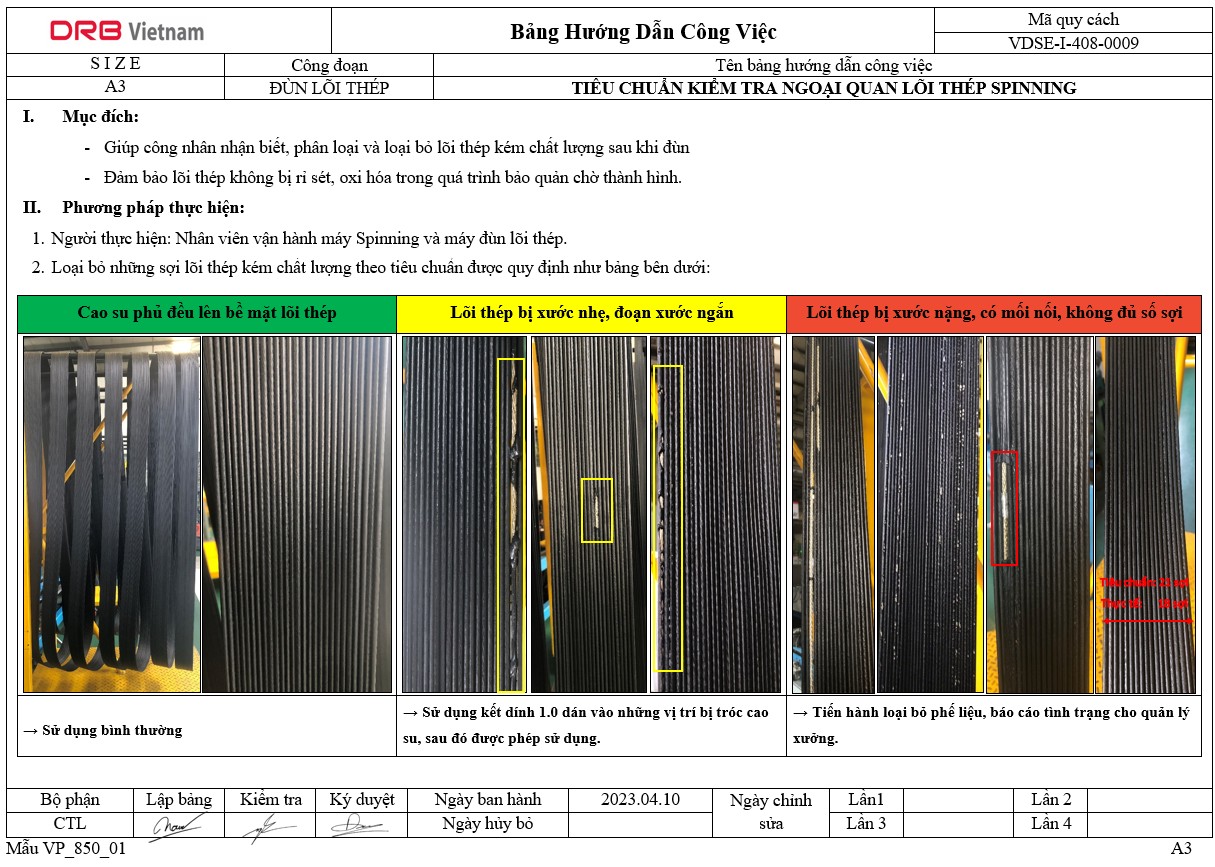 DRB Vietnam
Bảng Hướng Dẫn Công Việc
Mã quy cách
VDSE-I-408-0009
S I Z E
Công đoạn
Tên bảng hướng dẫn công việc
A3
ĐÙN LÕI THÉP
TIÊU CHUẨN KIỂM TRA NGOẠI QUAN LÕI THÉP SPINNING
I. Mục đích:
- Giúp công nhân nhận biết, phân loại và loại bỏ lõi thép kém chất lượng sau khi đùn
- Đảm bảo lõi thép không bị rỉ sét, oxi hóa trong quá trình bảo quản chờ thành hình.
II. Phương pháp thực hiện:
1. Người thực hiện: Nhân viên vận hành máy Spinning và máy đùn lõi thép.
2. Loại bỏ những sợi lõi thép kém chất lượng theo tiêu chuẩn được quy định như bảng bên dưới:
Cao su phủ đều lên bề mặt lõi thép
Lõi thép bị xước nhẹ, đoạn xước ngắn
Lõi thép bị xước nặng, có mối nối, không đủ số sợi
Tiêu chuẩn:
Thực tế:
→ Sử dụng bình thường
→ Sử dụng kết dính 1.0 dán vào những vị trí bị tróc cao
su, sau đó được phép sử dụng.
→ Tiến hành loại bỏ phế liệu, báo cáo tình trạng cho quản lý
xưởng.
Bộ phận
Lập bảng
Kiểm tra
Ký duyệt
Ngày ban hành
2023.04.10
Ngày chỉnh
sửa
Lần1
Lần 2
CTL
Ngày hủy bỏ
Lần 3
Lần 4
Mẫu VP_850_01
A3